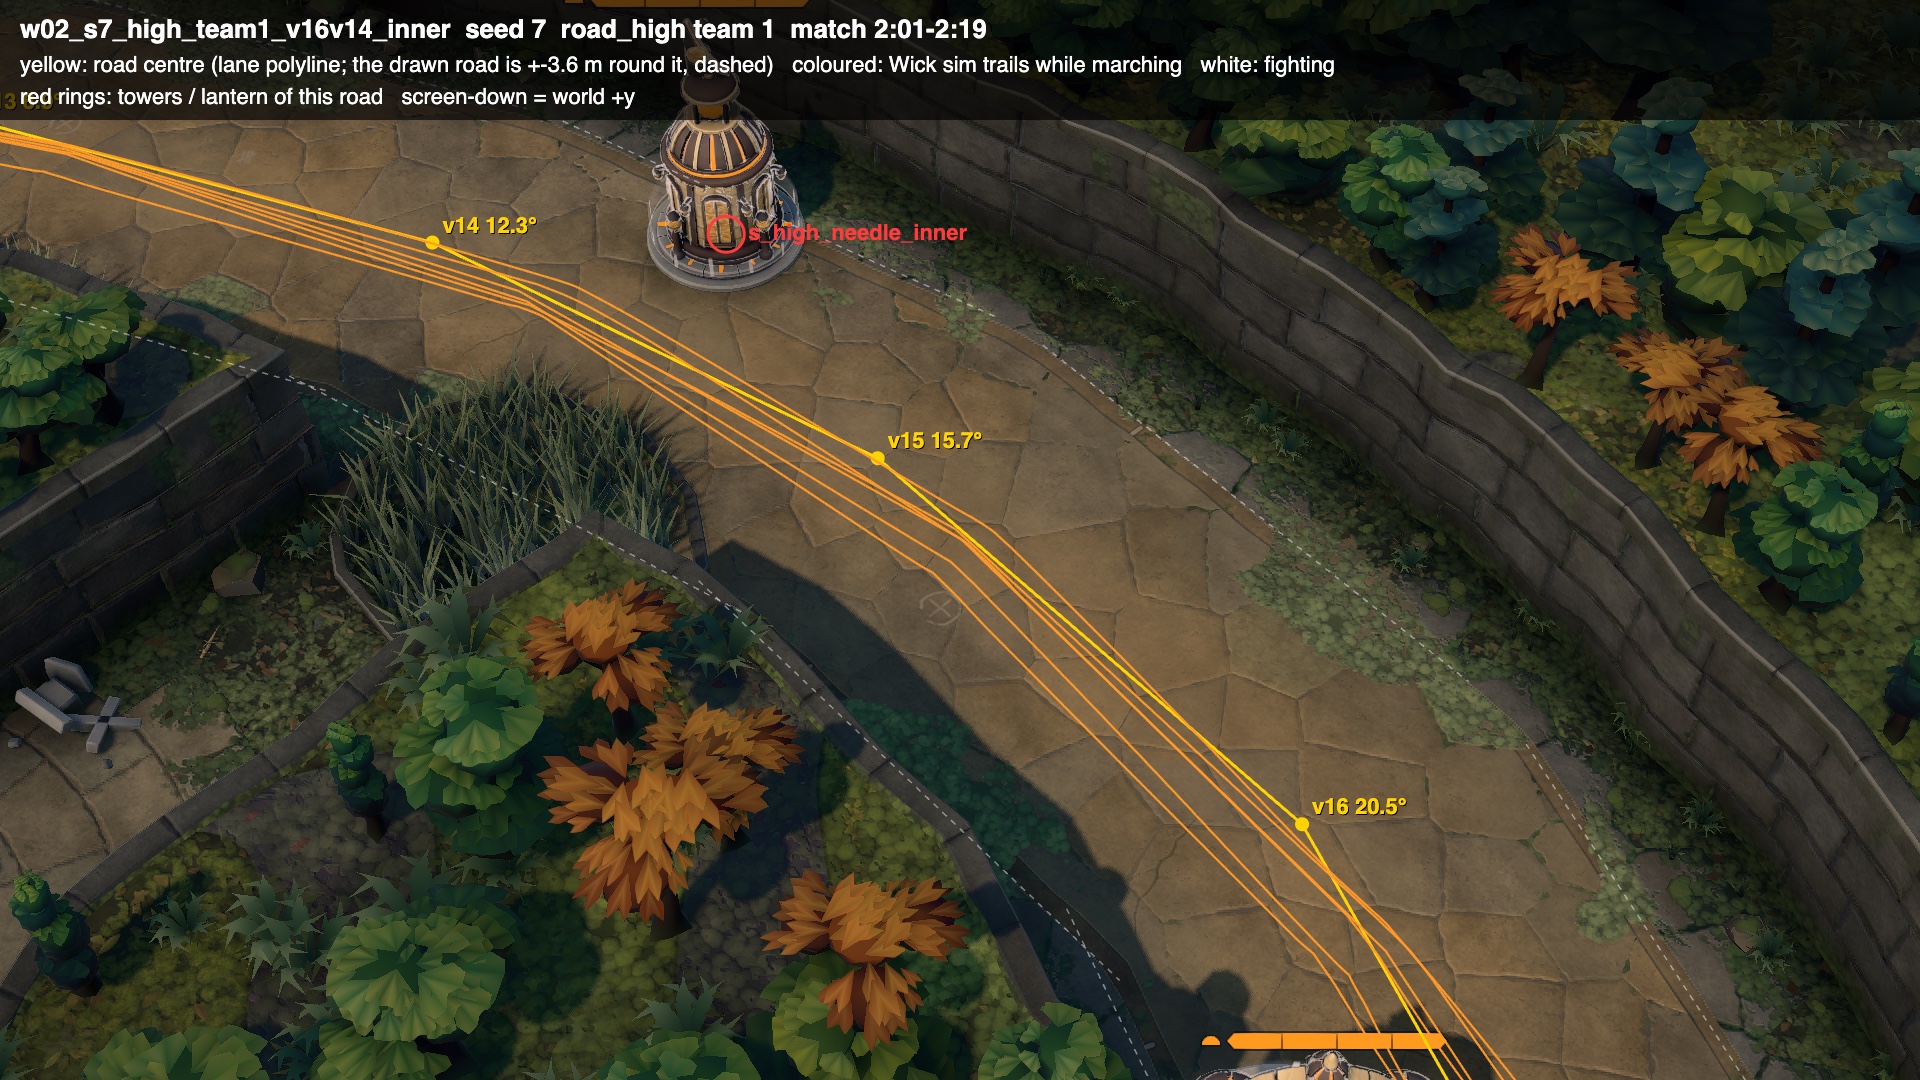 w02_s7_high_team1_v16v14_inner seed 7 road_high team 1 match 2:01-2:19
yellow: road centre (lane polyline; the drawn road is +-3.6 m round it, dashed) coloured: Wick sim trails while marching white: fighting
red rings: towers / lantern of this road screen-down = world +y
v14 12.3°
s_high_needle_inner
v15 15.7°
v16 20.5°